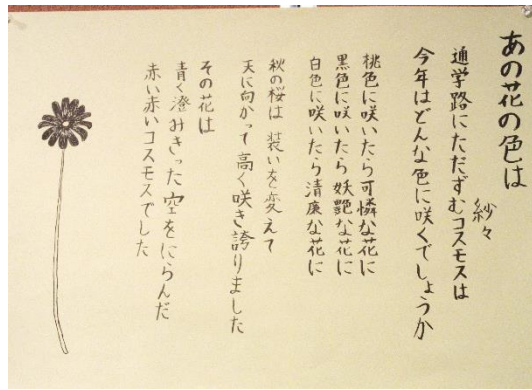 あの花の色は
紗々
通学路にただずむコスモスは
今年はどんな色に咲くでしょうか
桃色に咲いたら可憐な花に
黒色に咲いたら妖艶な花に
白色に咲いたら清廉な花に
秋の桜は装いを変えて
天に向かって高く咲き誇りました
その花は
青く澄みきった空をにらんだ
赤い赤いコスモスでした